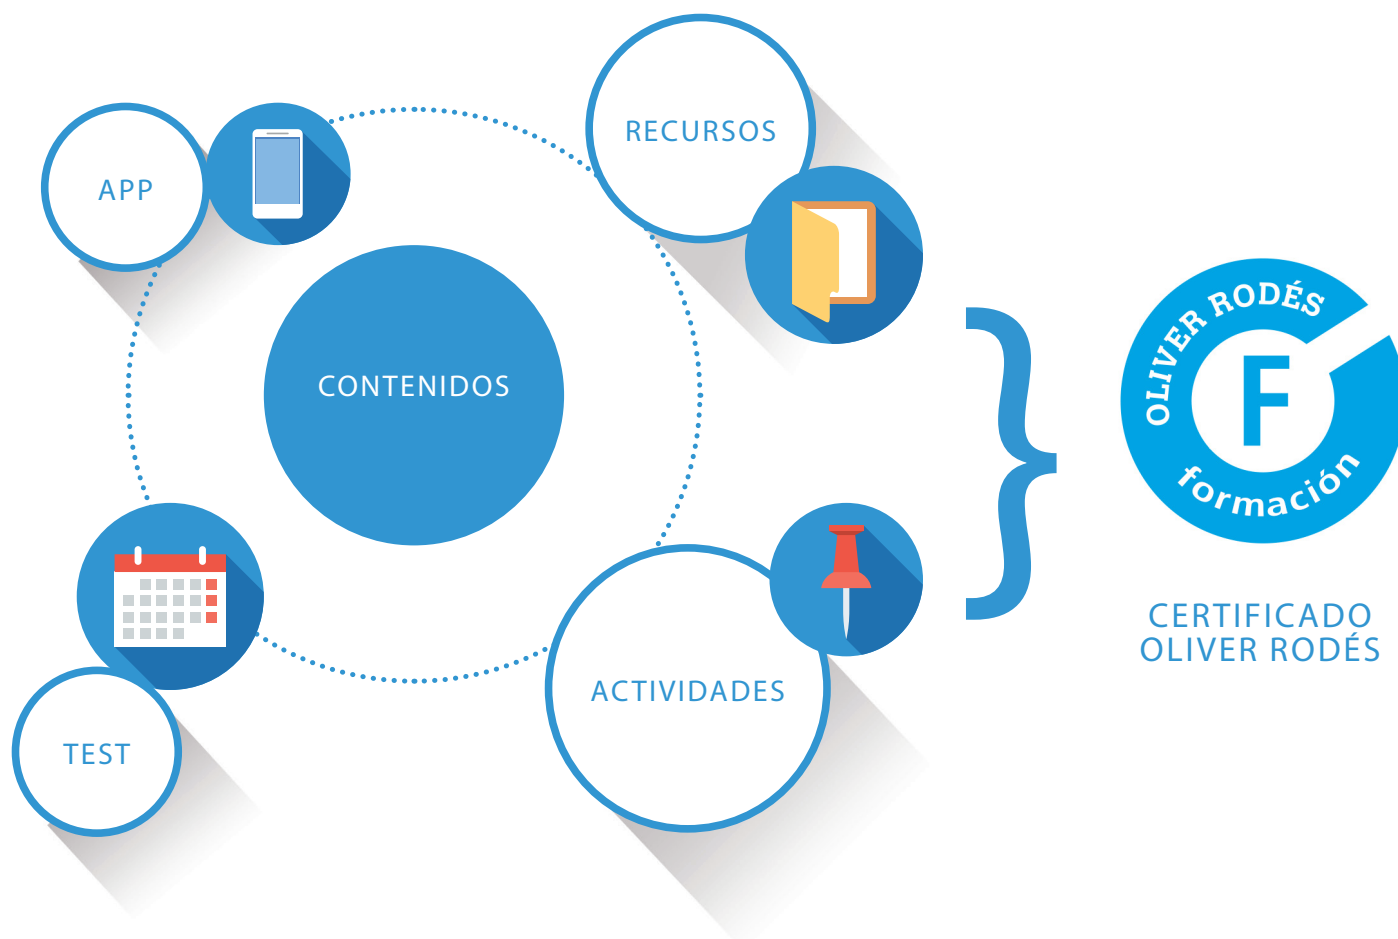 RECURSOS
APP
CONTENIDOS
OLIVER RODÉS
F
formación
CERTIFICADO
OLIVER RODÉS
ACTIVIDADES
TEST